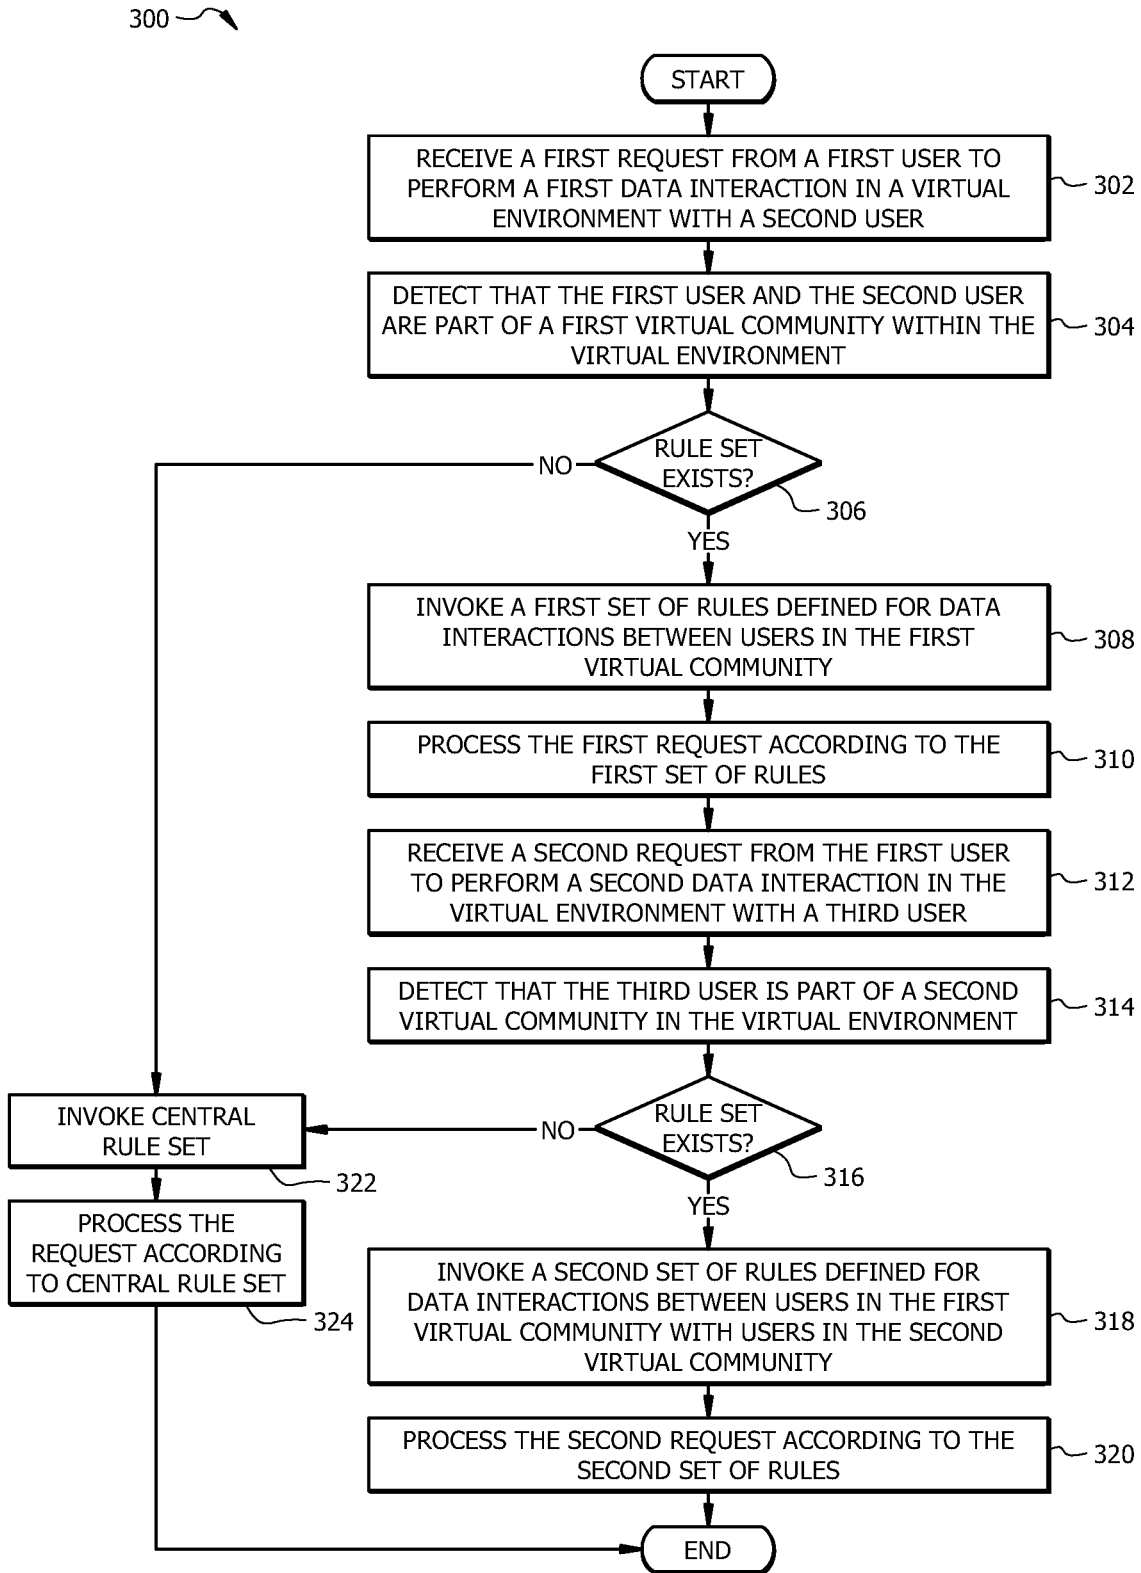 300
START
RECEIVE A FIRST REQUEST FROM A FIRST USER TO
PERFORM A FIRST DATA INTERACTION IN A VIRTUAL
ENVIRONMENT WITH A SECOND USER
302
DETECT THAT THE FIRST USER AND THE SECOND USER
ARE PART OF A FIRST VIRTUAL COMMUNITY WITHIN THE
VIRTUAL ENVIRONMENT
304
RULE SET
EXISTS?
NO
306
YES
INVOKE A FIRST SET OF RULES DEFINED FOR DATA
INTERACTIONS BETWEEN USERS IN THE FIRST
VIRTUAL COMMUNITY
308
PROCESS THE FIRST REQUEST ACCORDING TO THE
FIRST SET OF RULES
310
RECEIVE A SECOND REQUEST FROM THE FIRST USER
TO PERFORM A SECOND DATA INTERACTION IN THE
VIRTUAL ENVIRONMENT WITH A THIRD USER
312
DETECT THAT THE THIRD USER IS PART OF A SECOND
VIRTUAL COMMUNITY IN THE VIRTUAL ENVIRONMENT
314
RULE SET
EXISTS?
NO
316
YES
INVOKE CENTRAL
RULE SET
322
PROCESS THE
REQUEST ACCORDING
TO CENTRAL RULE SET
324
INVOKE A SECOND SET OF RULES DEFINED FOR
DATA INTERACTIONS BETWEEN USERS IN THE FIRST
VIRTUAL COMMUNITY WITH USERS IN THE SECOND
VIRTUAL COMMUNITY
318
PROCESS THE SECOND REQUEST ACCORDING TO THE
SECOND SET OF RULES
320
END